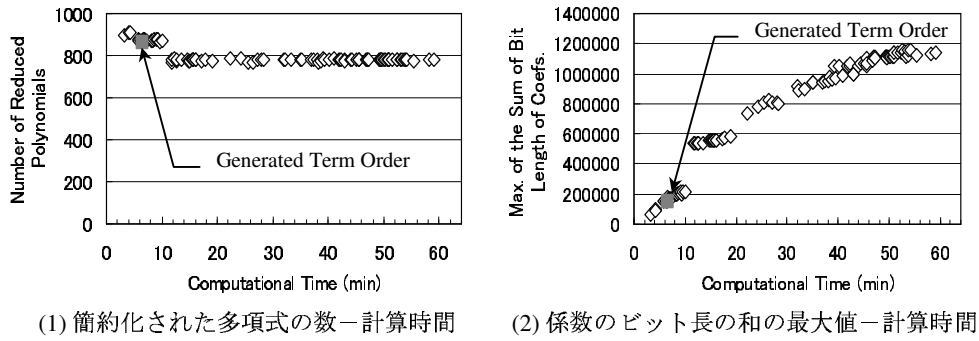 Number of Reduced
Polynomials
1000
800
600
400
200
0
Generated Term Order
0 10 20 30 40 50 60
Computational Time (min)
(1) 簡約化された多項式の数－計算時間
Max. of the Sum of Bit
Length of Coefs.
1400000
1200000
1000000
800000
600000
400000
200000
0
Generated Term Order
0 10 20 30 40 50 60
Computational Time (min)
(2) 係数のビット長の和の最大値－計算時間